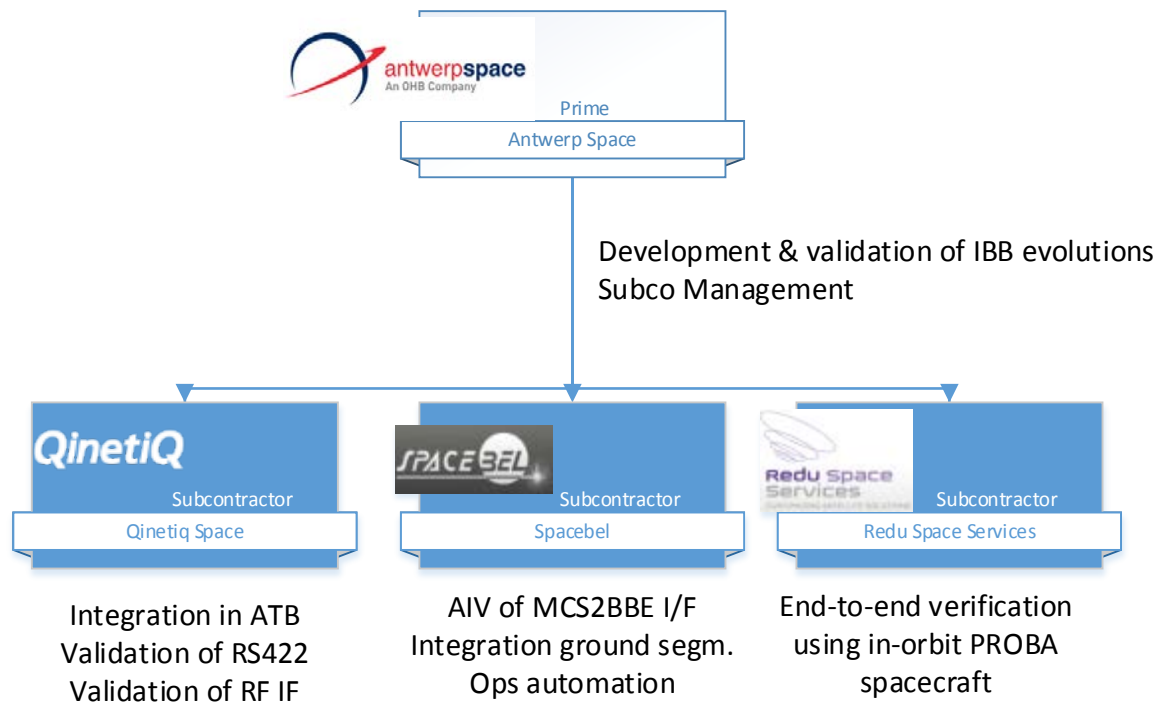 antwerpspace
An OHB Company
Prime
Antwerp Space
Development & validation of IBB evolutions
Subco Management
QinetiQ
Subcontractor
Qinetiq Space
SPACEBEL
Subcontractor
Spacebel
Redu Space
Services
Subcontractor
Redu Space Services
Integration in ATB
Validation of RS422
Validation of RF IF
AIV of MCS2BBE I/F
Integration ground segm.
Ops automation
End-to-end verification
using in-orbit PROBA
spacecraft